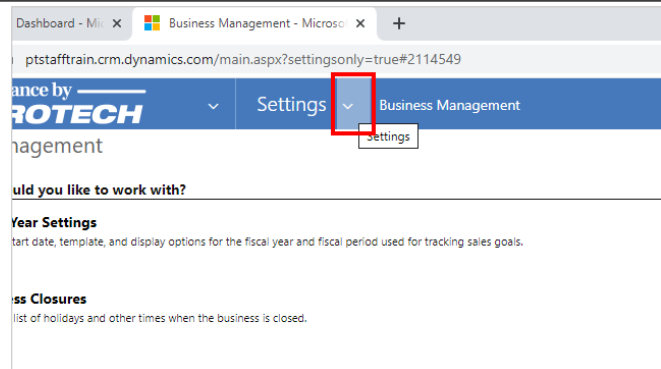 Dashboard - Mic
Business Management - Microsof
ptstafftrain.crm.dynamics.com/main.aspx?settingsonly=true#2114549
ance by
ROTECH
Settings
Business Management
Settings
nagement
uld you like to work with?
Year Settings
tart date, template, and display options for the fiscal year and fiscal period used for tracking sales goals.
ss Closures
list of holidays and other times when the business is closed.